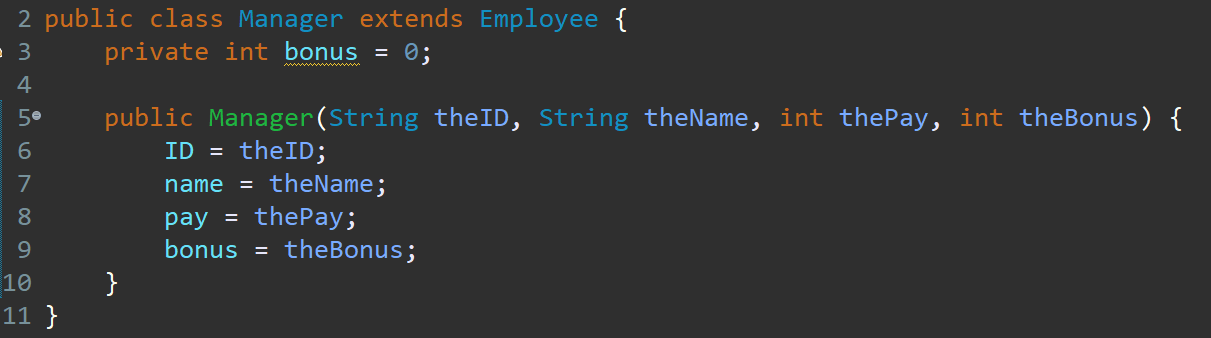 2 public class Manager extends Employee {
3     private int bonus = 0;
4
5     public Manager(String theID, String theName, int thePay, int theBonus) {
6         ID = theID;
7         name = theName;
8         pay = thePay;
9         bonus = theBonus;
10     }
11 }